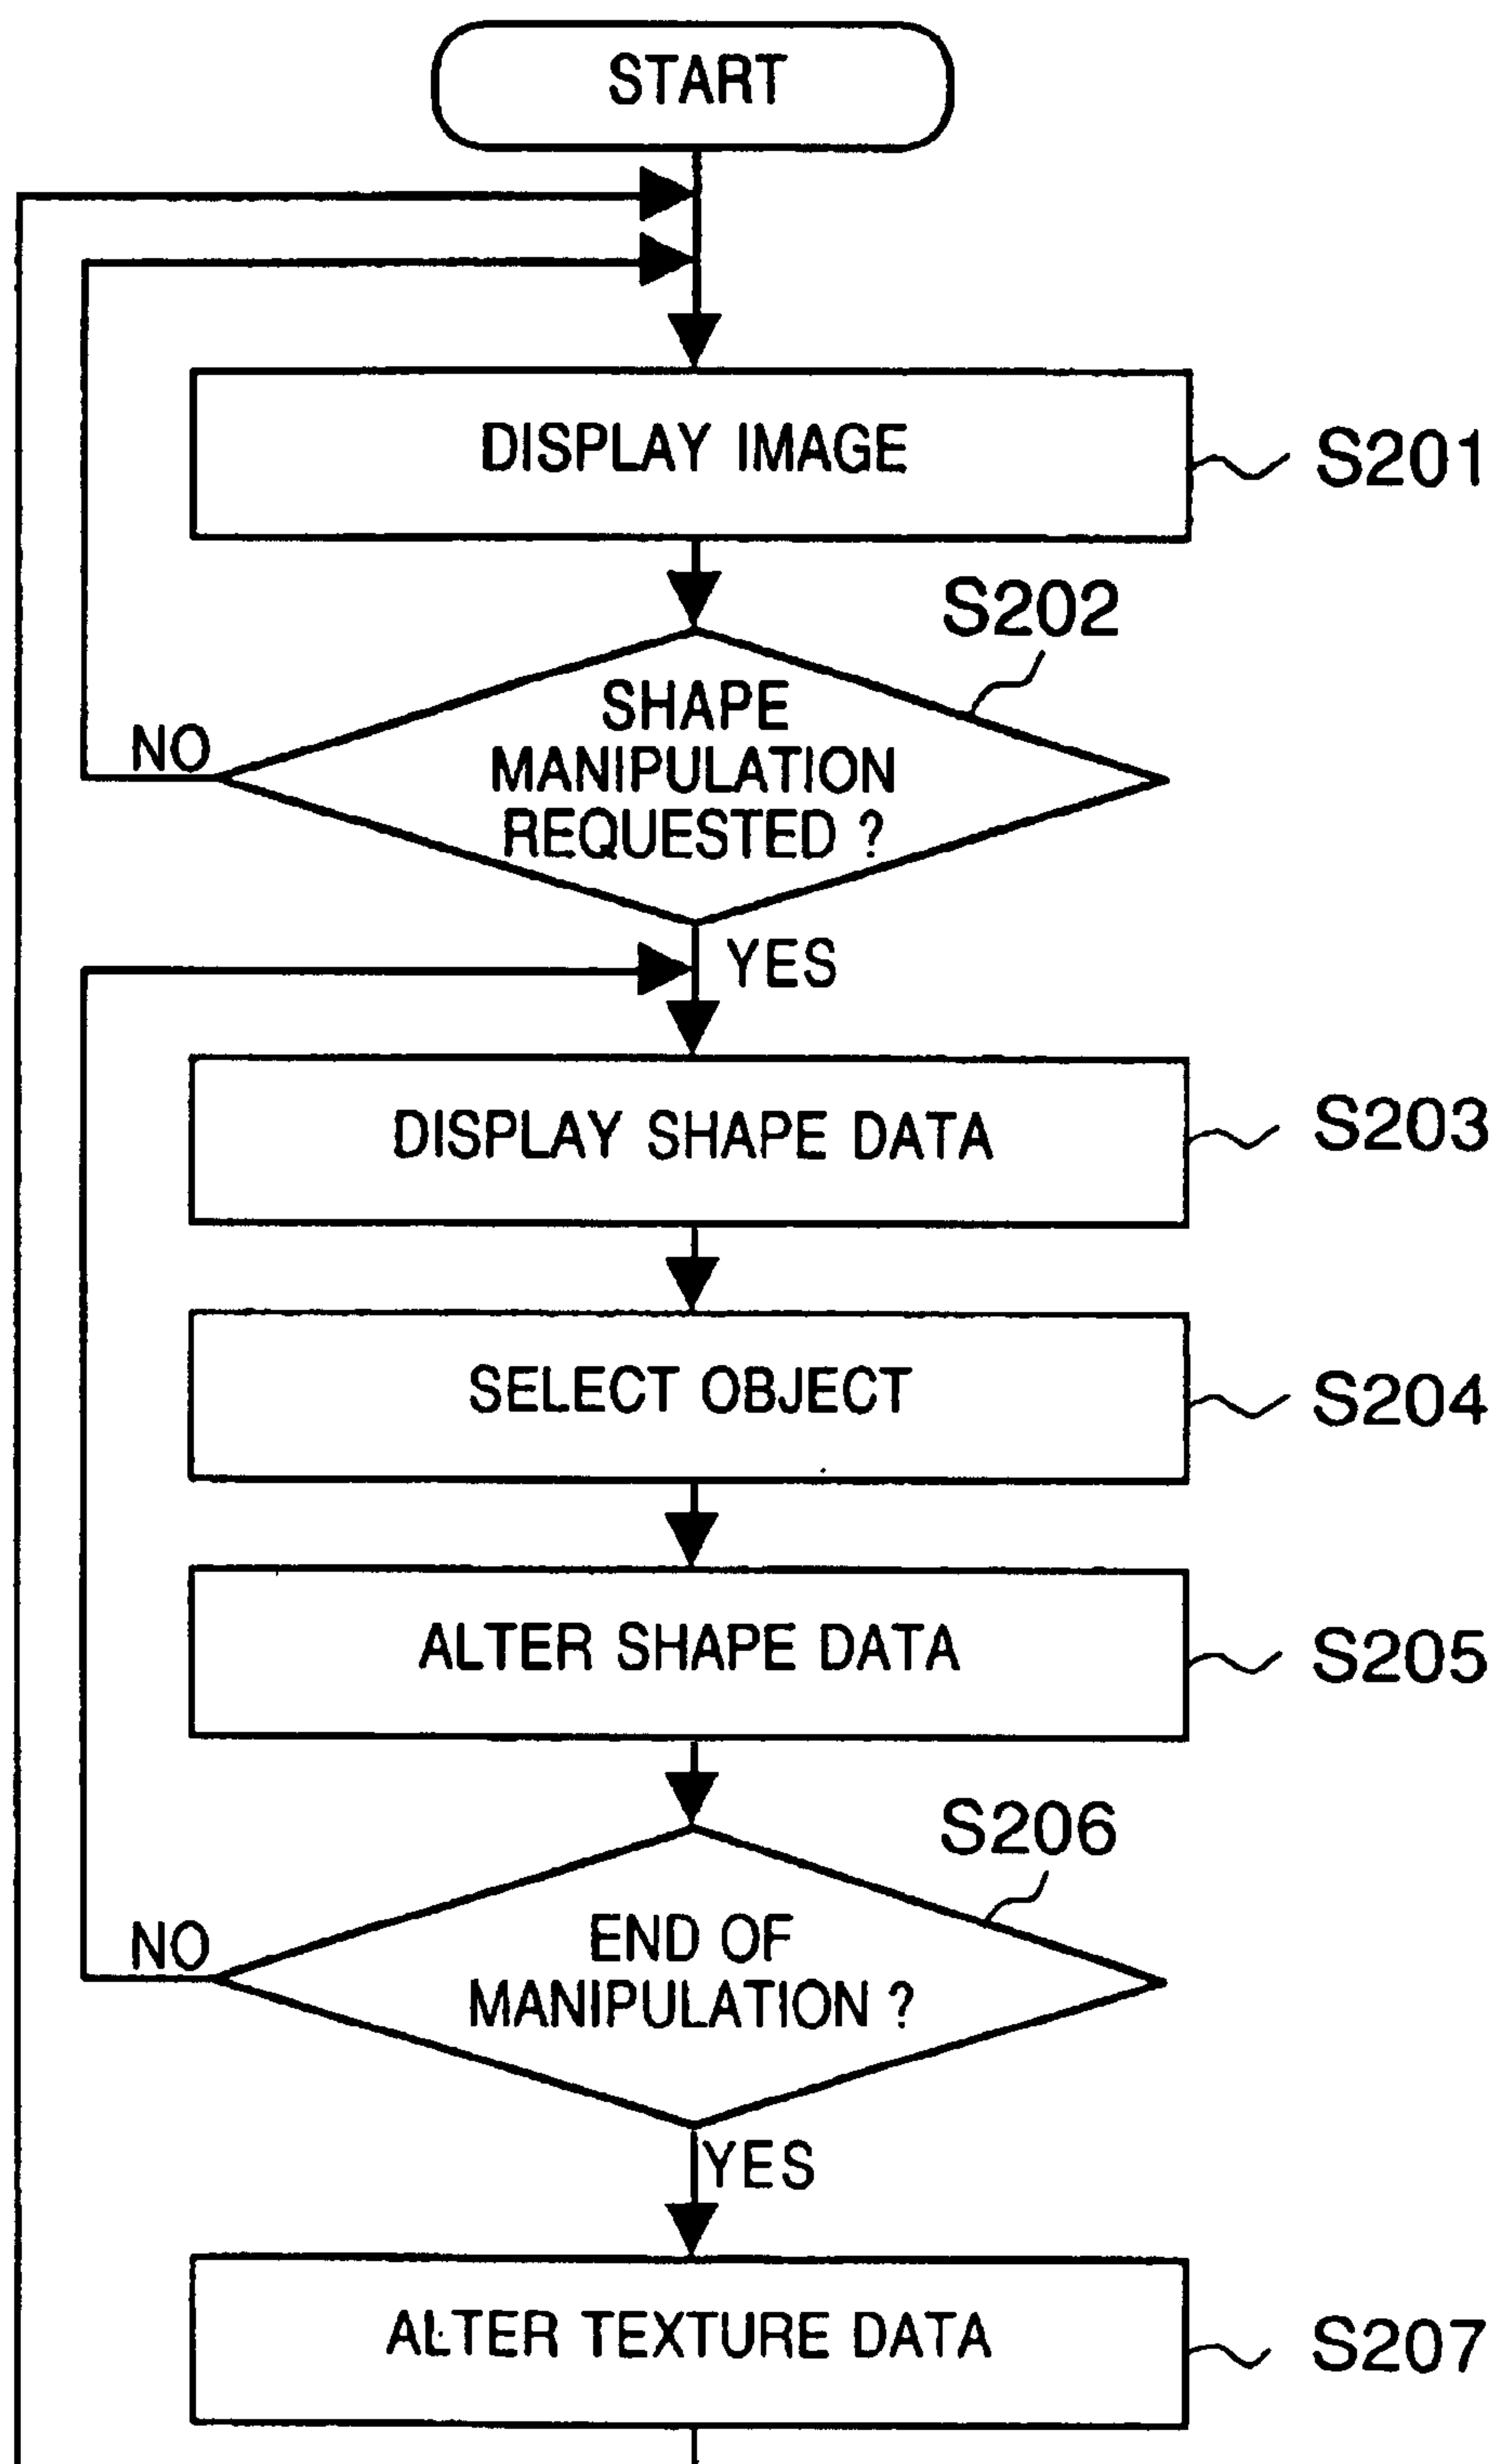 START
DISPLAY IMAGE
S201
S202
SHAPE
MANIPULATION
REQUESTED ?
NO
YES
DISPLAY SHAPE DATA
S203
SELECT OBJECT
S204
ALTER SHAPE DATA
S205
S206
END OF
MANIPULATION ?
NO
YES
ALTER TEXTURE DATA
S207